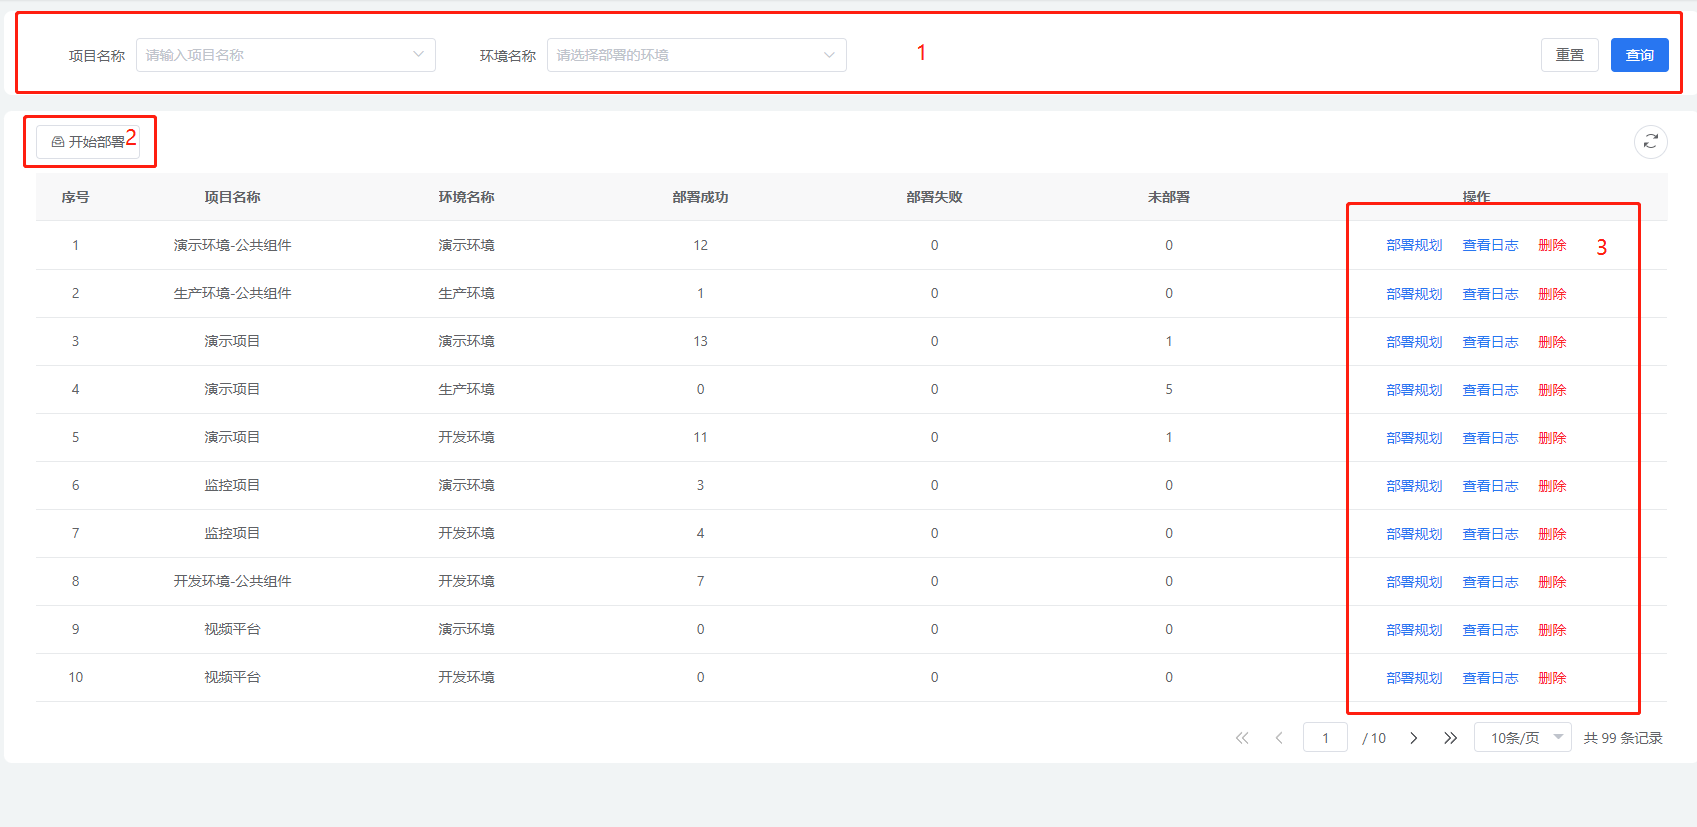 项目名称 请输入项目名称 环境名称 请选择部署的环境 1 重置 查询
开始部署 2
序号 项目名称 环境名称 部署成功 部署失败 未部署 操作
1 演示环境-公共组件 演示环境 12 0 0 部署规划 查看日志 删除 3
2 生产环境-公共组件 生产环境 1 0 0 部署规划 查看日志 删除
3 演示项目 演示环境 13 0 1 部署规划 查看日志 删除
4 演示项目 生产环境 0 0 5 部署规划 查看日志 删除
5 演示项目 开发环境 11 0 1 部署规划 查看日志 删除
6 监控项目 演示环境 3 0 0 部署规划 查看日志 删除
7 监控项目 开发环境 4 0 0 部署规划 查看日志 删除
8 开发环境-公共组件 开发环境 7 0 0 部署规划 查看日志 删除
9 视频平台 演示环境 0 0 0 部署规划 查看日志 删除
10 视频平台 开发环境 0 0 0 部署规划 查看日志 删除
1 / 10 10条/页 共 99 条记录